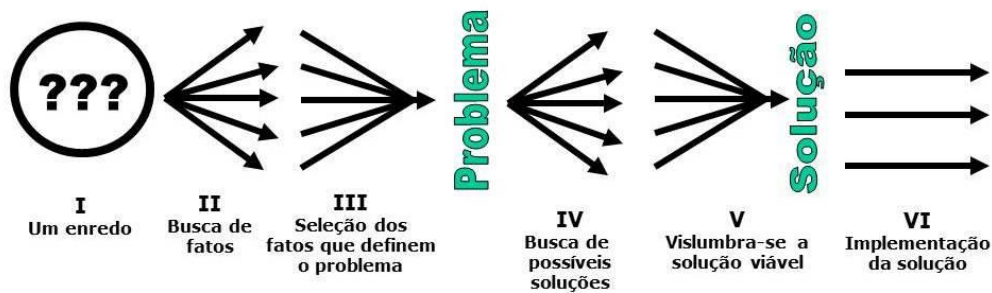 ???
Problema
Solução
I
Um enredo
II
Busca de
fatos
III
Seleção dos
fatos que definem
o problema
IV
Busca de
possíveis
soluções
V
Vislumbra-se a
solução viável
VI
Implementação
da solução